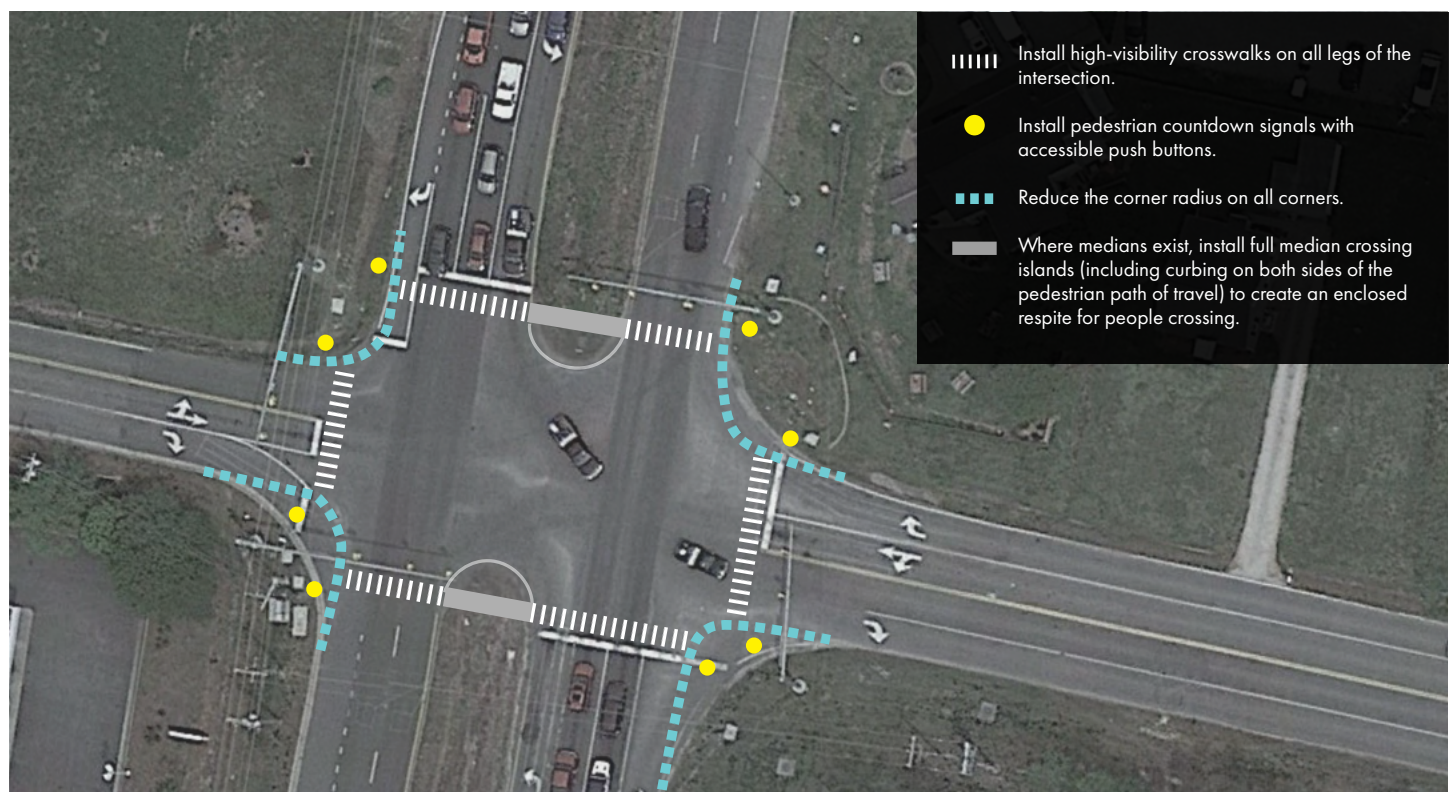 Install high-visibility crosswalks on all legs of the
intersection.
Install pedestrian countdown signals with
accessible push buttons.
Reduce the corner radius on all corners.
Where medians exist, install full median crossing
islands (including curbing on both sides of the
pedestrian path of travel) to create an enclosed
respite for people crossing.